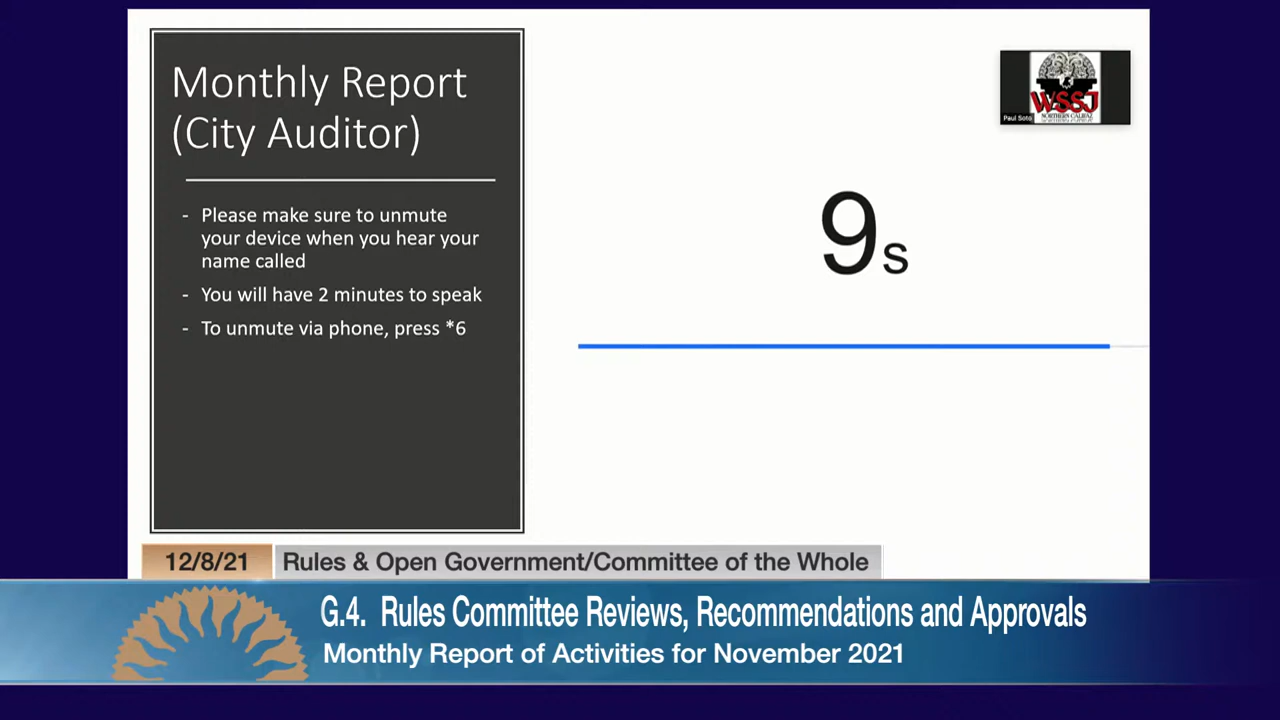 Monthly Report
(City Auditor)
- Please make sure to unmute
your device when you hear your
name called
- You will have 2 minutes to speak
- To unmute via phone, press *6
WSSJ
Paul Soto
9s
12/8/21
Rules & Open Government/Committee of the Whole
G.4. Rules Committee Reviews, Recommendations and Approvals
Monthly Report of Activities for November 2021